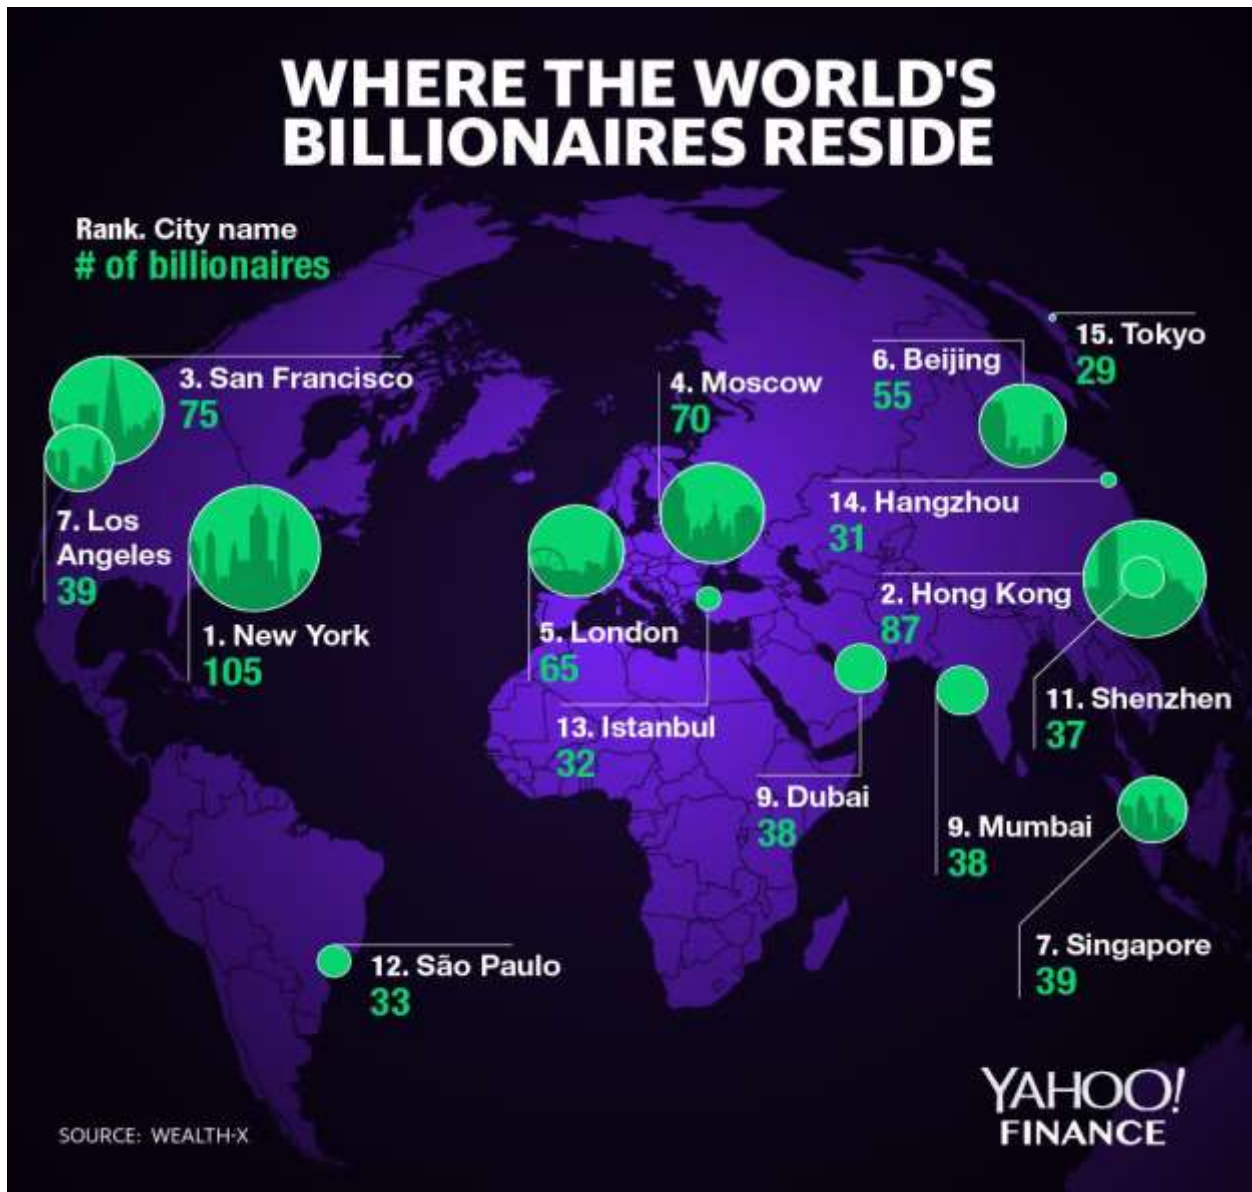 WHERE THE WORLD'S
BILLIONAIRES RESIDE
Rank. City name
# of billionaires
3. San Francisco
75
7. Los
Angeles
39
1. New York
105
4. Moscow
70
5. London
65
13. Istanbul
32
6. Beijing
55
15. Tokyo
29
14. Hangzhou
31
2. Hong Kong
87
11. Shenzhen
37
9. Dubai
38
9. Mumbai
38
7. Singapore
39
12. São Paulo
33
SOURCE: WEALTH-X
YAHOO!
FINANCE